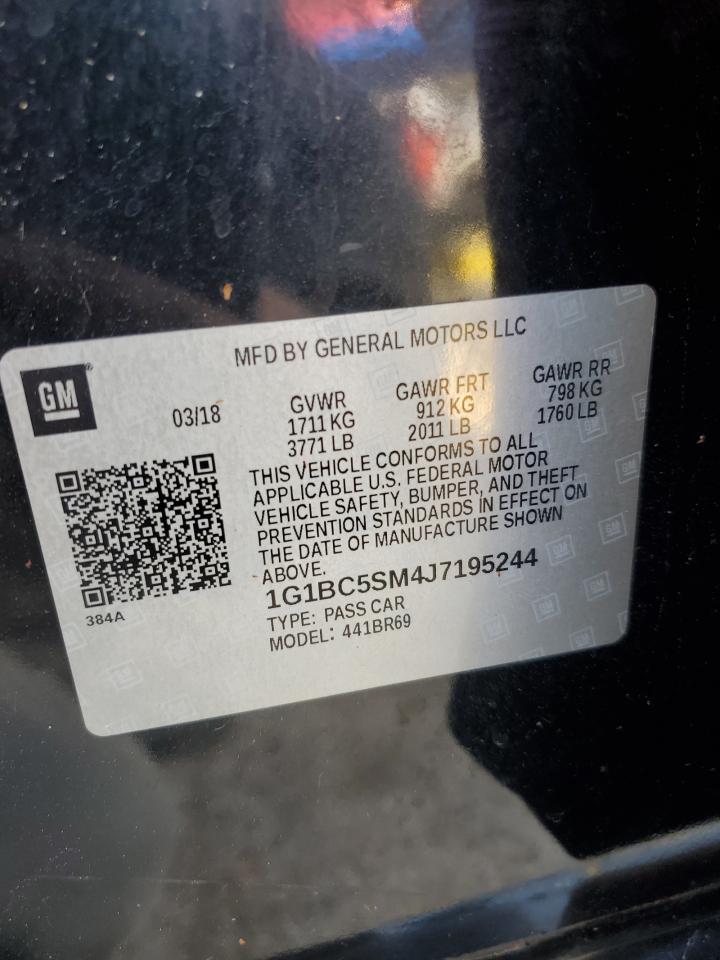 MFD BY GENERAL MOTORS LLC
GM
03/18
GVWR
1711 KG
3771 LB
GAWR FRT
912 KG
2011 LB
GAWR RR
798 KG
1760 LB
THIS VEHICLE CONFORMS TO ALL
APPLICABLE U.S. FEDERAL MOTOR
VEHICLE SAFETY, BUMPER, AND THEFT
PREVENTION STANDARDS IN EFFECT ON
THE DATE OF MANUFACTURE SHOWN
ABOVE.
1G1BC5SM4J7195244
TYPE: PASS CAR
MODEL: 441BR69
384A